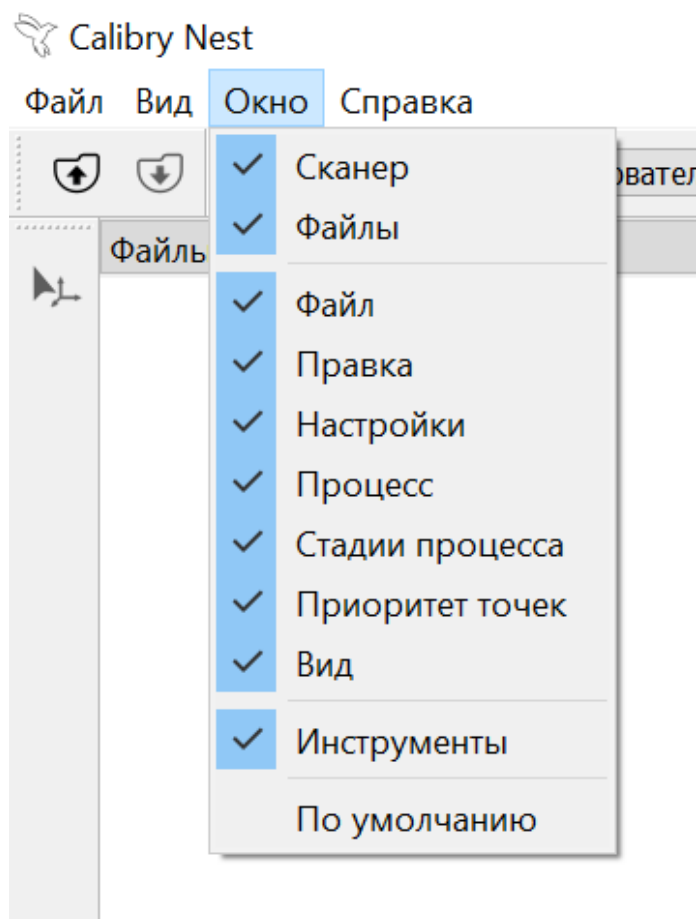 Calibry Nest
Файл Вид Окно Справка
Сканер
Файлы
Файл
Правка
Настройки
Процесс
Стадии процесса
Приоритет точек
Вид
Инструменты
По умолчанию